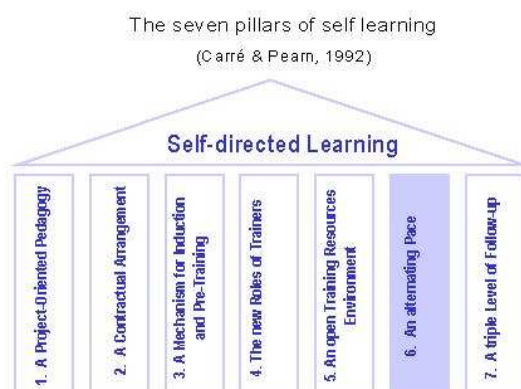 The seven pillars of self learning
(Carré & Pearn, 1992)
Self-directed Learning
1. A Project-Oriented Pedagogy
2. A Contractual Arrangement
3. A Mechanism for Induction
and Pre-Training
4. The new Roles of Trainers
5. An open Training Resources
Environment
6. An alternating Pace
7. A triple Level of Follow-up